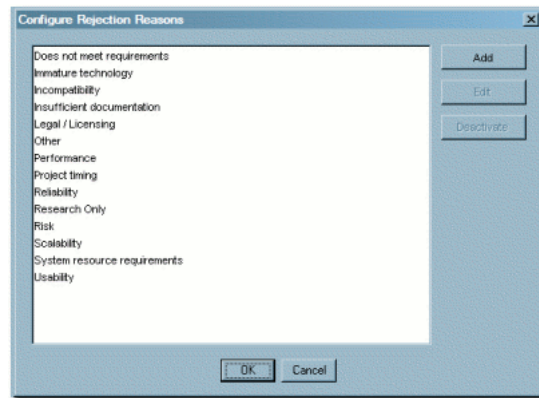 Configure Rejection Reasons
Does not meet requirements
Immature technology
Incompatibility
Insufficient documentation
Legal / Licensing
Other
Performance
Project timing
Reliability
Research Only
Risk
Scalability
System resource requirements
Usability
Add
Edit
Deactivate
OK
Cancel